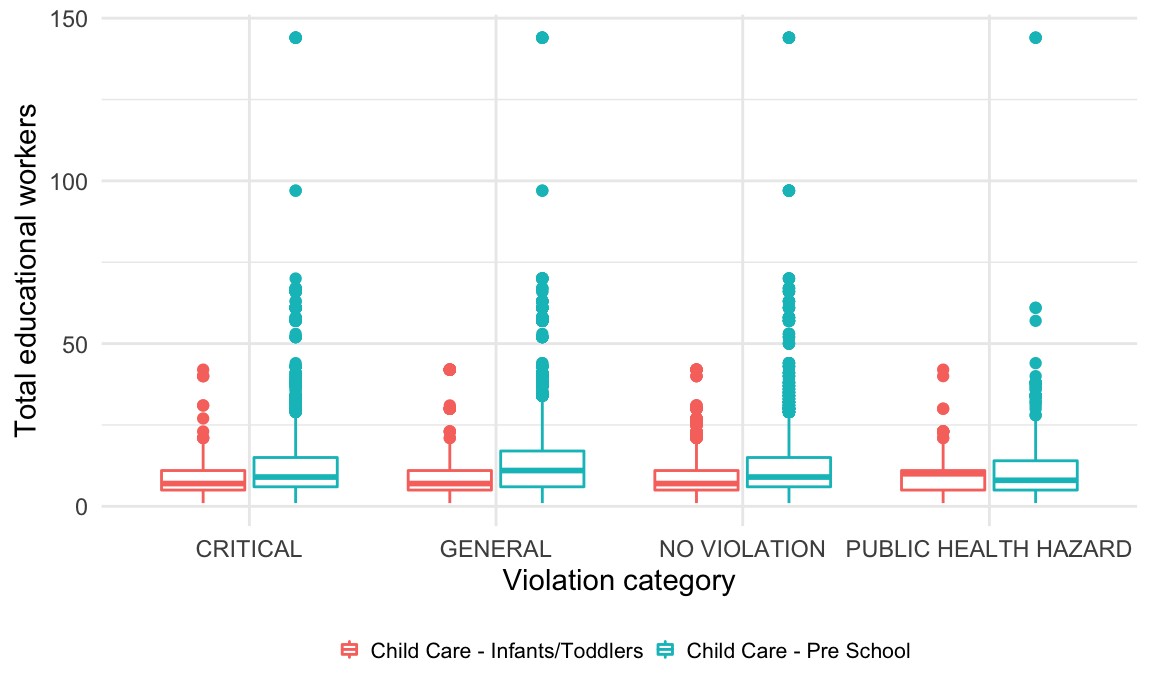 150
100
50
0
Total educational workers
CRITICAL GENERAL NO VIOLATION PUBLIC HEALTH HAZARD
Violation category
Child Care - Infants/Toddlers Child Care - Pre School